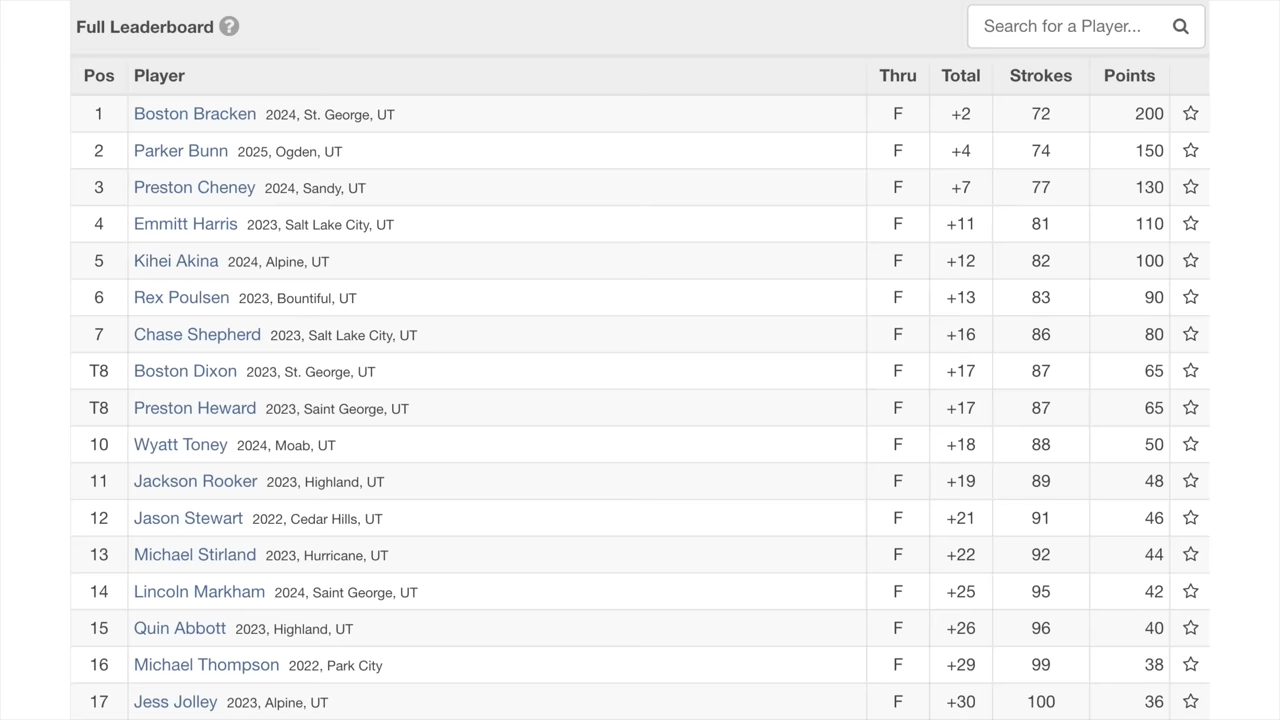 Full Leaderboard ?
Search for a Player...
Pos Player Thru Total Strokes Points
1 Boston Bracken 2024, St. George, UT F +2 72 200
2 Parker Bunn 2025, Ogden, UT F +4 74 150
3 Preston Cheney 2024, Sandy, UT F +7 77 130
4 Emmitt Harris 2023, Salt Lake City, UT F +11 81 110
5 Kihei Akina 2024, Alpine, UT F +12 82 100
6 Rex Poulsen 2023, Bountiful, UT F +13 83 90
7 Chase Shepherd 2023, Salt Lake City, UT F +16 86 80
T8 Boston Dixon 2023, St. George, UT F +17 87 65
T8 Preston Heward 2023, Saint George, UT F +17 87 65
10 Wyatt Toney 2024, Moab, UT F +18 88 50
11 Jackson Rooker 2023, Highland, UT F +19 89 48
12 Jason Stewart 2022, Cedar Hills, UT F +21 91 46
13 Michael Stirland 2023, Hurricane, UT F +22 92 44
14 Lincoln Markham 2024, Saint George, UT F +25 95 42
15 Quin Abbott 2023, Highland, UT F +26 96 40
16 Michael Thompson 2022, Park City F +29 99 38
17 Jess Jolley 2023, Alpine, UT F +30 100 36